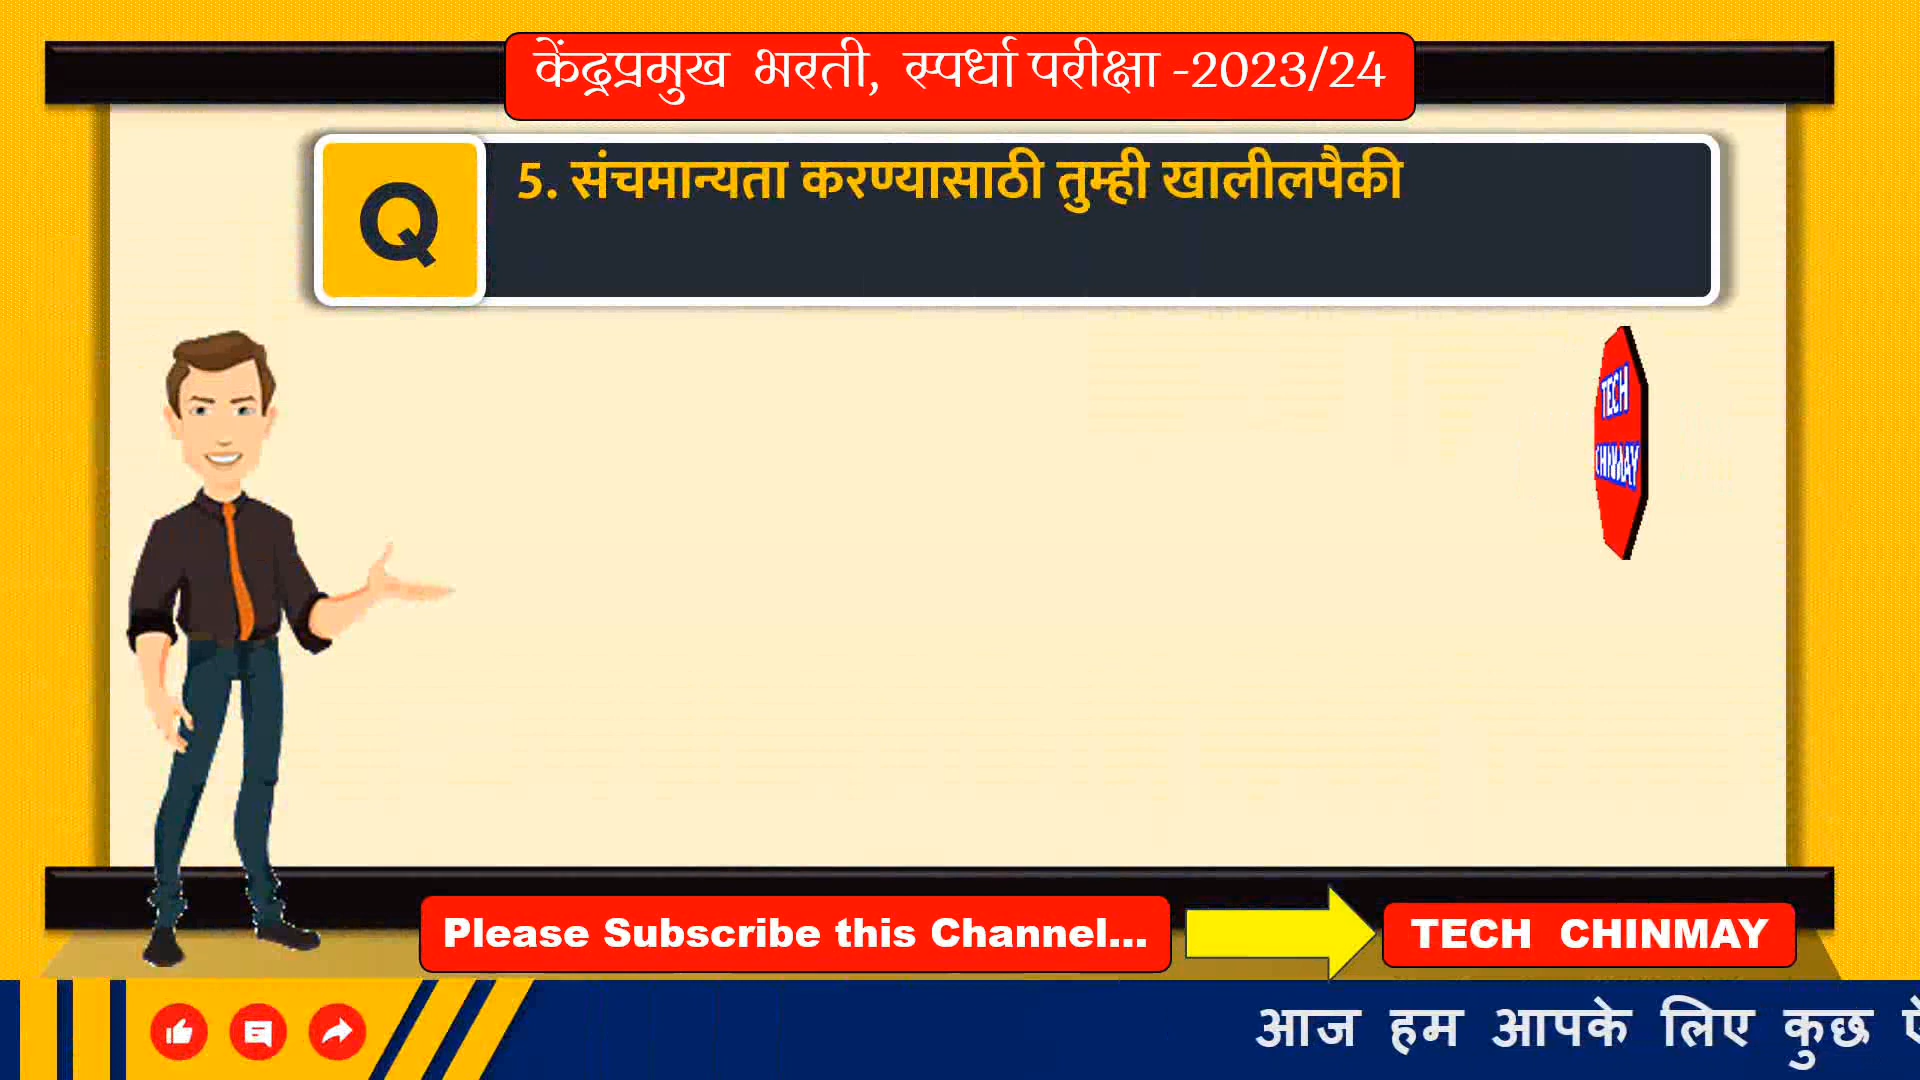 केंद्रप्रमुख भरती, स्पर्धा परीक्षा -2023/24
Q
5. संचमान्यता करण्यासाठी तुम्ही खालीलपैकी
TECH
CHINMAY
Please Subscribe this Channel...
TECH CHINMAY
आज हम आपके लिए कुछ